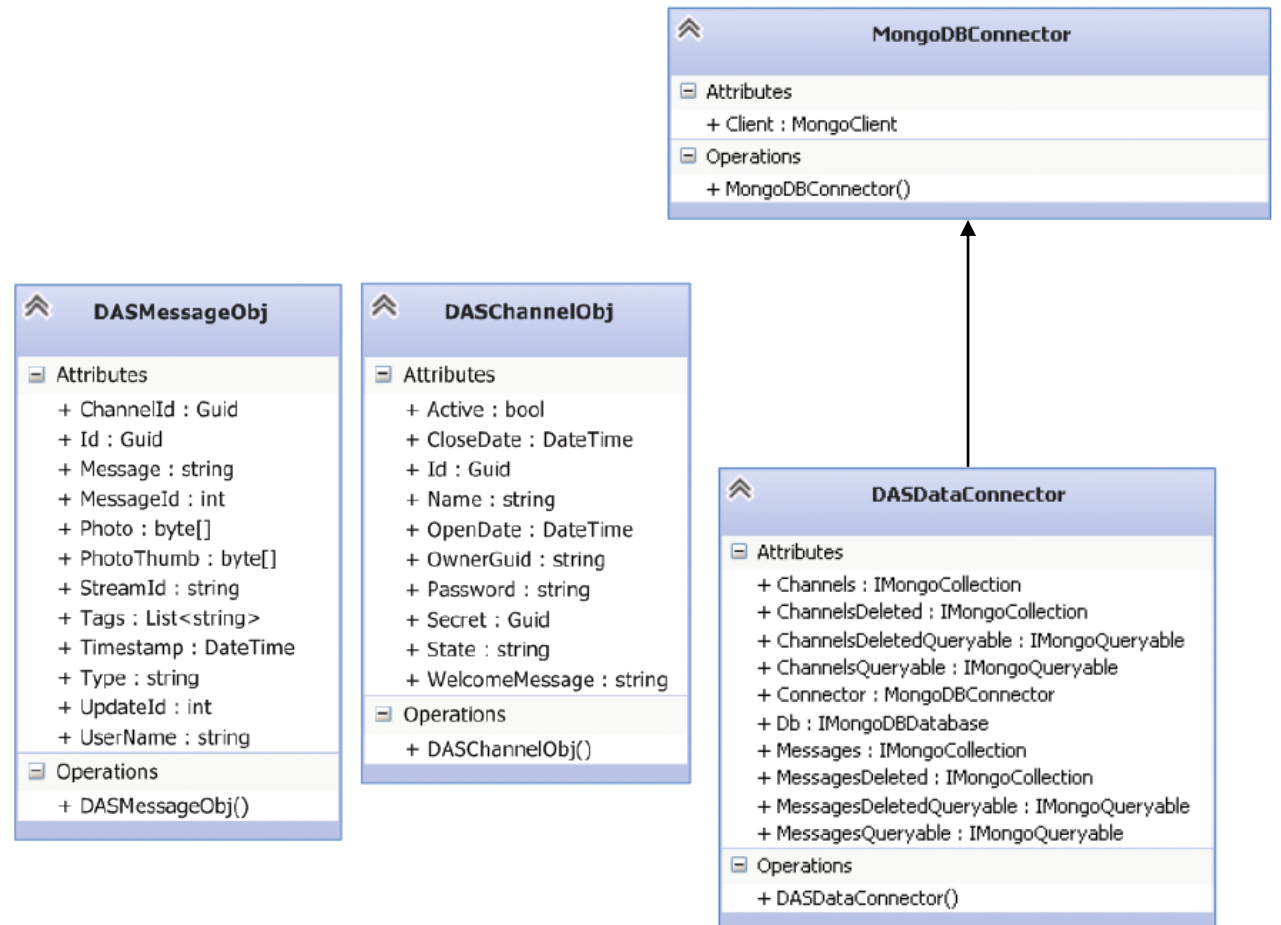 MongoDBConnector
Attributes
+ Client : MongoClient
Operations
+ MongoDBConnector()
DASMessageObj
Attributes
+ ChannelId : Guid
+ Id : Guid
+ Message : string
+ MessageId : int
+ Photo : byte[]
+ PhotoThumb : byte[]
+ StreamId : string
+ Tags : List<string>
+ Timestamp : DateTime
+ Type : string
+ UpdateId : int
+ UserName : string
Operations
+ DASMessageObj()
DASChannelObj
Attributes
+ Active : bool
+ CloseDate : DateTime
+ Id : Guid
+ Name : string
+ OpenDate : DateTime
+ OwnerGuid : string
+ Password : string
+ Secret : Guid
+ State : string
+ WelcomeMessage : string
Operations
+ DASChannelObj()
DASDataConnector
Attributes
+ Channels : IMongoCollection
+ ChannelsDeleted : IMongoCollection
+ ChannelsDeletedQueryable : IMongoQueryable
+ ChannelsQueryable : IMongoQueryable
+ Connector : MongoDBConnector
+ Db : IMongoDBDatabase
+ Messages : IMongoCollection
+ MessagesDeleted : IMongoCollection
+ MessagesDeletedQueryable : IMongoQueryable
+ MessagesQueryable : IMongoQueryable
Operations
+ DASDataConnector()